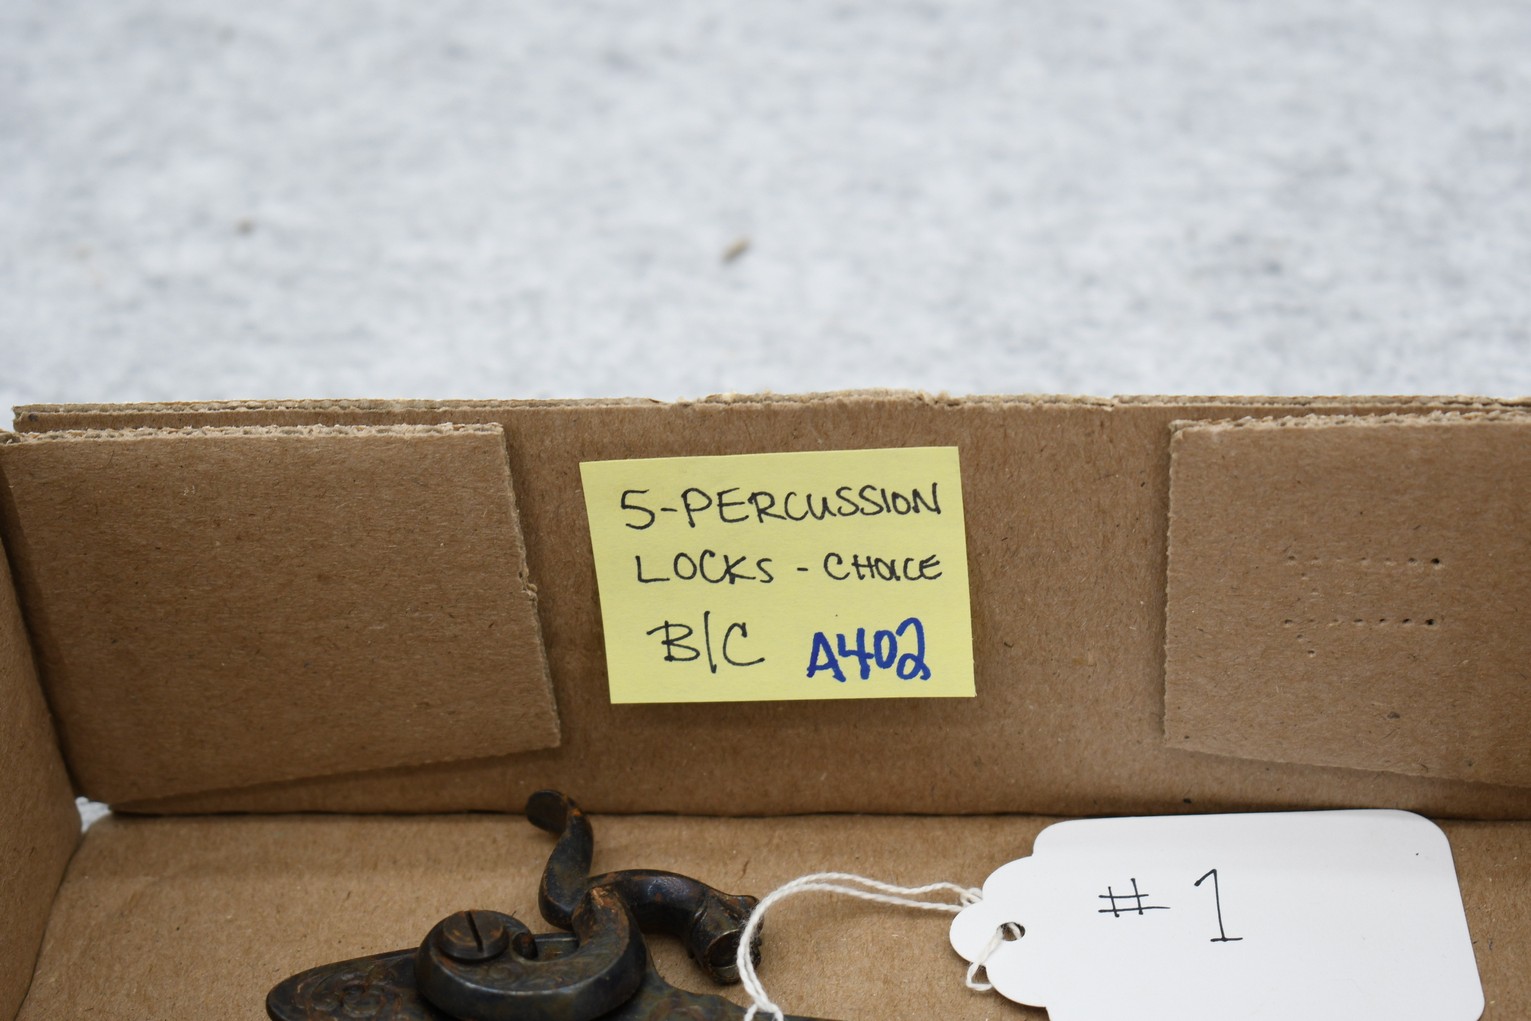 5-PERCUSSION
LOCKS - CHOICE
B/C A402
# 1